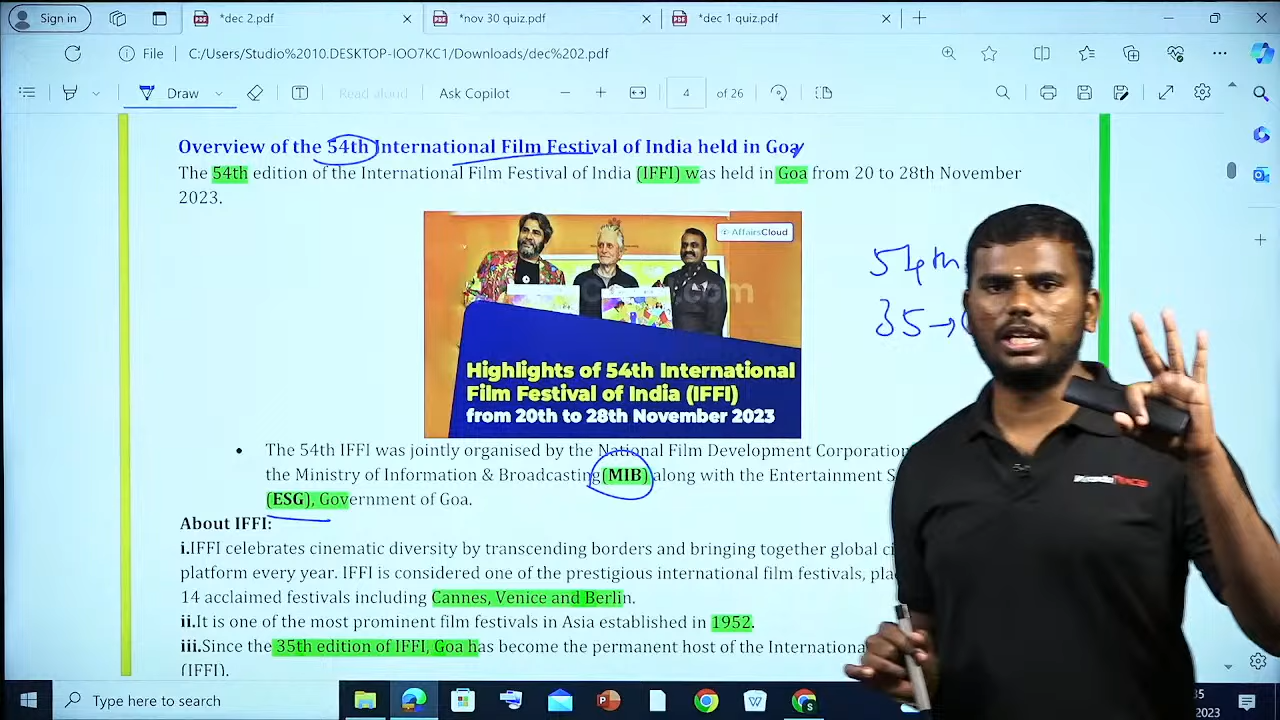 Sign in
*dec 2.pdf
*nov 30 quiz.pdf
*dec 1 quiz.pdf
File
C:/Users/Studio%2010.DESKTOP-IOO7KC1/Downloads/dec%202.pdf
Draw
Read aloud
Ask Copilot
4
of 26
Overview of the 54th International Film Festival of India held in Goa
The 54th edition of the International Film Festival of India (IFFI) was held in Goa from 20 to 28th November
2023.
AffairsCloud
Highlights of 54th International
Film Festival of India (IFFI)
from 20th to 28th November 2023
54th
35→
The 54th IFFI was jointly organised by the National Film Development Corporation
the Ministry of Information & Broadcasting(MIB) along with the Entertainment S
(ESG), Government of Goa.
About IFFI:
i.IFFI celebrates cinematic diversity by transcending borders and bringing together global ci
platform every year. IFFI is considered one of the prestigious international film festivals, pla
14 acclaimed festivals including Cannes, Venice and Berlin.
ii.It is one of the most prominent film festivals in Asia established in 1952.
iii.Since the 35th edition of IFFI, Goa has become the permanent host of the Internationa
(IFFI).
Type here to search